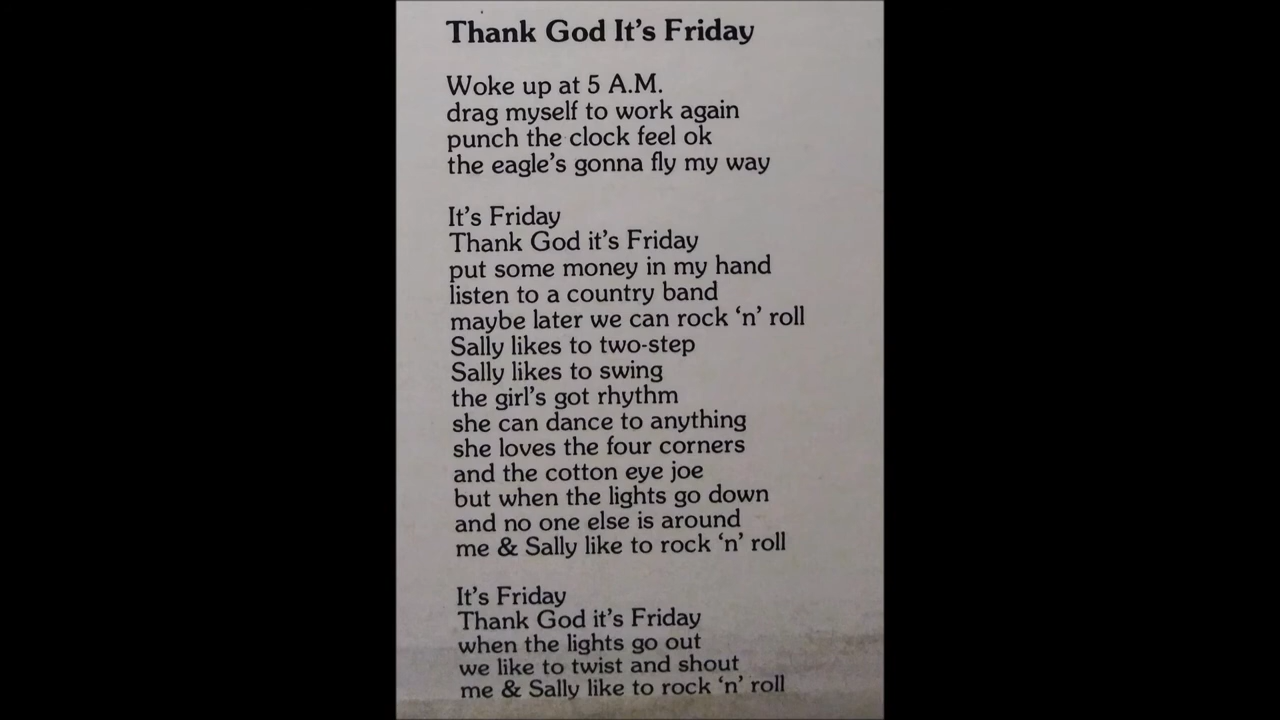 Thank God It's Friday
Woke up at 5 A.M.
drag myself to work again
punch the clock feel ok
the eagle's gonna fly my way
It's Friday
Thank God it's Friday
put some money in my hand
listen to a country band
maybe later we can rock ‘n’ roll
Sally likes to two-step
Sally likes to swing
the girl's got rhythm
she can dance to anything
she loves the four corners
and the cotton eye joe
but when the lights go down
and no one else is around
me & Sally like to rock ‘n’ roll
It's Friday
Thank God it's Friday
when the lights go out
we like to twist and shout
me & Sally like to rock ‘n’ roll